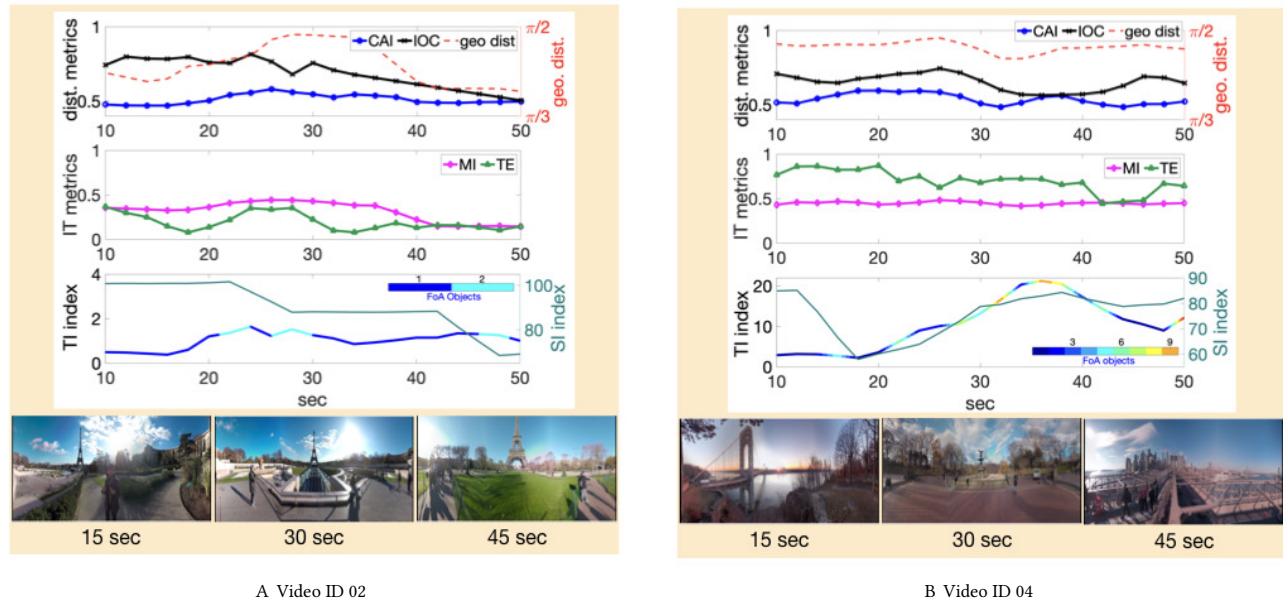 1
0.5
10 20 30 40 50
dist. metrics
CAI IOC geo dist
π/2
π/3
geo. dist.
1
0.5
0
10 20 30 40 50
IT metrics
MI TE
4
2
0
10 20 30 40 50
TI index
1 2
FoA Objects
100
80
SI index
sec
15 sec 30 sec 45 sec
A Video ID 02
1
0.5
10 20 30 40 50
dist. metrics
CAI IOC geo dist
π/2
π/3
geo. dist.
1
0.5
0
10 20 30 40 50
IT metrics
MI TE
20
10
0
10 20 30 40 50
TI index
3 6 9
FoA objects
90
80
70
60
SI index
sec
15 sec 30 sec 45 sec
B Video ID 04